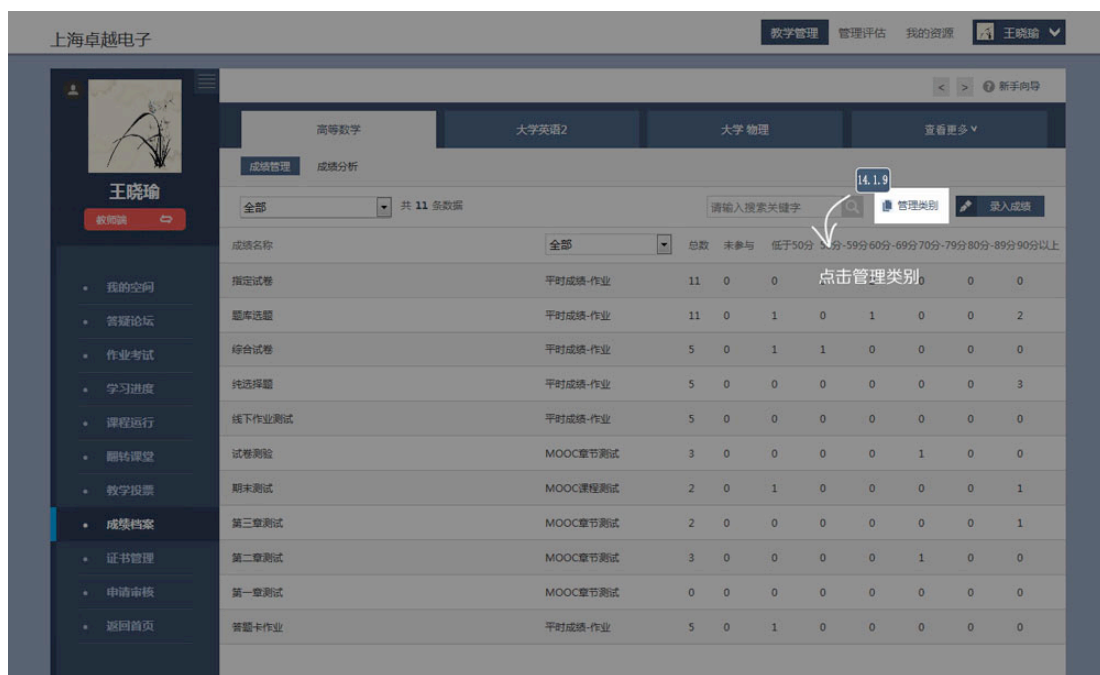 上海卓越电子
教学管理 管理评估 我的资源 王晓瑜
< > 新手向导
高等数学 大学英语2 大学 物理 查看更多
王晓瑜
教师端
成绩管理 成绩分析
14.1.9
全部 共 11 条数据 请输入搜索关键字 管理类别 录入成绩
成绩名称 全部 总数 未参与 低于50分 -59分 60分-69分 70分-79分 80分-89分 90分以上
点击管理类别
指定试卷 平时成绩-作业 11 0 0 0 0 0
题库选题 平时成绩-作业 11 0 1 0 1 0 0 2
综合试卷 平时成绩-作业 5 0 1 1 0 0 0 0
纯选择题 平时成绩-作业 5 0 0 0 0 0 0 3
线下作业测试 平时成绩-作业 5 0 0 0 0 0 0 0
试卷测验 MOOC章节测试 3 0 0 0 0 1 0 0
期末测试 MOOC课程测试 2 0 1 0 0 0 0 1
第三章测试 MOOC章节测试 2 0 0 0 0 0 0 1
第二章测试 MOOC章节测试 3 0 0 0 0 1 0 0
第一章测试 MOOC章节测试 0 0 0 0 0 0 0 0
答题卡作业 平时成绩-作业 5 0 1 0 0 0 0 0
我的空间
答疑论坛
作业考试
学习进度
课程运行
翻转课堂
教学投票
成绩档案
证书管理
申请审核
返回首页